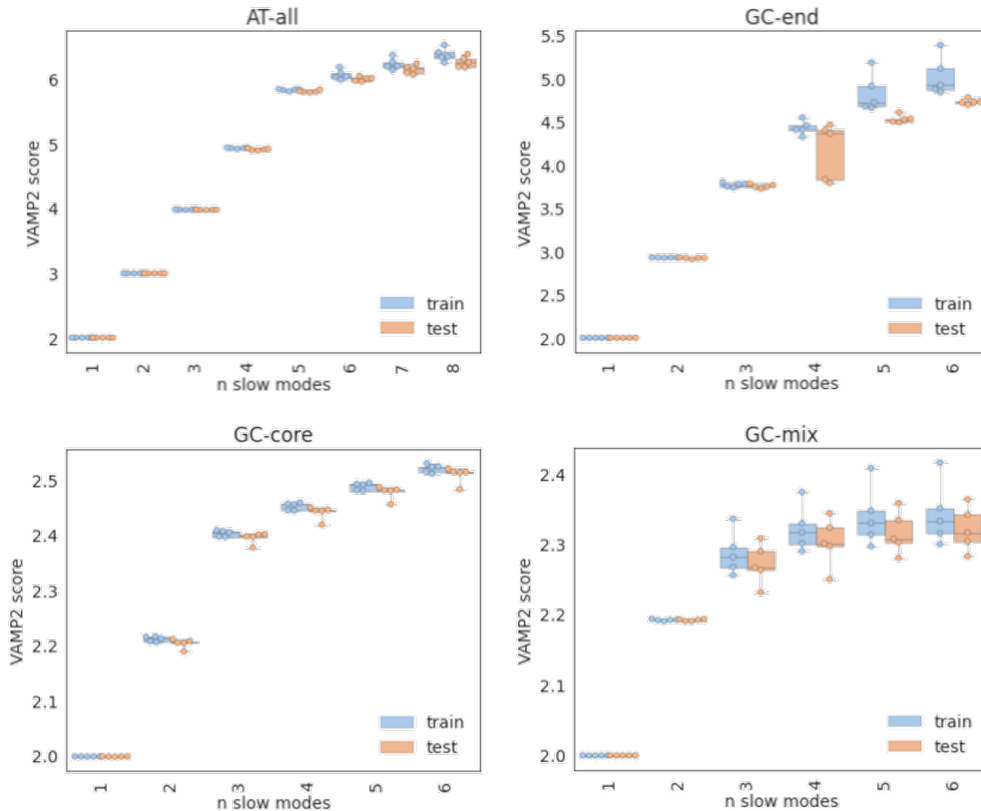 AT-all
VAMP2 score
6
5
4
3
2
train
test
1 2 3 4 5 6 7 8
n slow modes
GC-end
VAMP2 score
5.5
5.0
4.5
4.0
3.5
3.0
2.5
2.0
train
test
1 2 3 4 5 6
n slow modes
GC-core
VAMP2 score
2.5
2.4
2.3
2.2
2.1
2.0
train
test
1 2 3 4 5 6
n slow modes
GC-mix
VAMP2 score
2.4
2.3
2.2
2.1
2.0
train
test
1 2 3 4 5 6
n slow modes